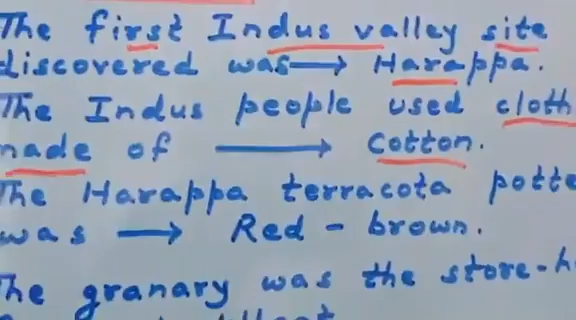 The first Indus valley site
discovered was → Harappa.
The Indus people used cloth
made of → cotton.
The Harappa terracota potte
was → Red - brown.
The granary was the store-h